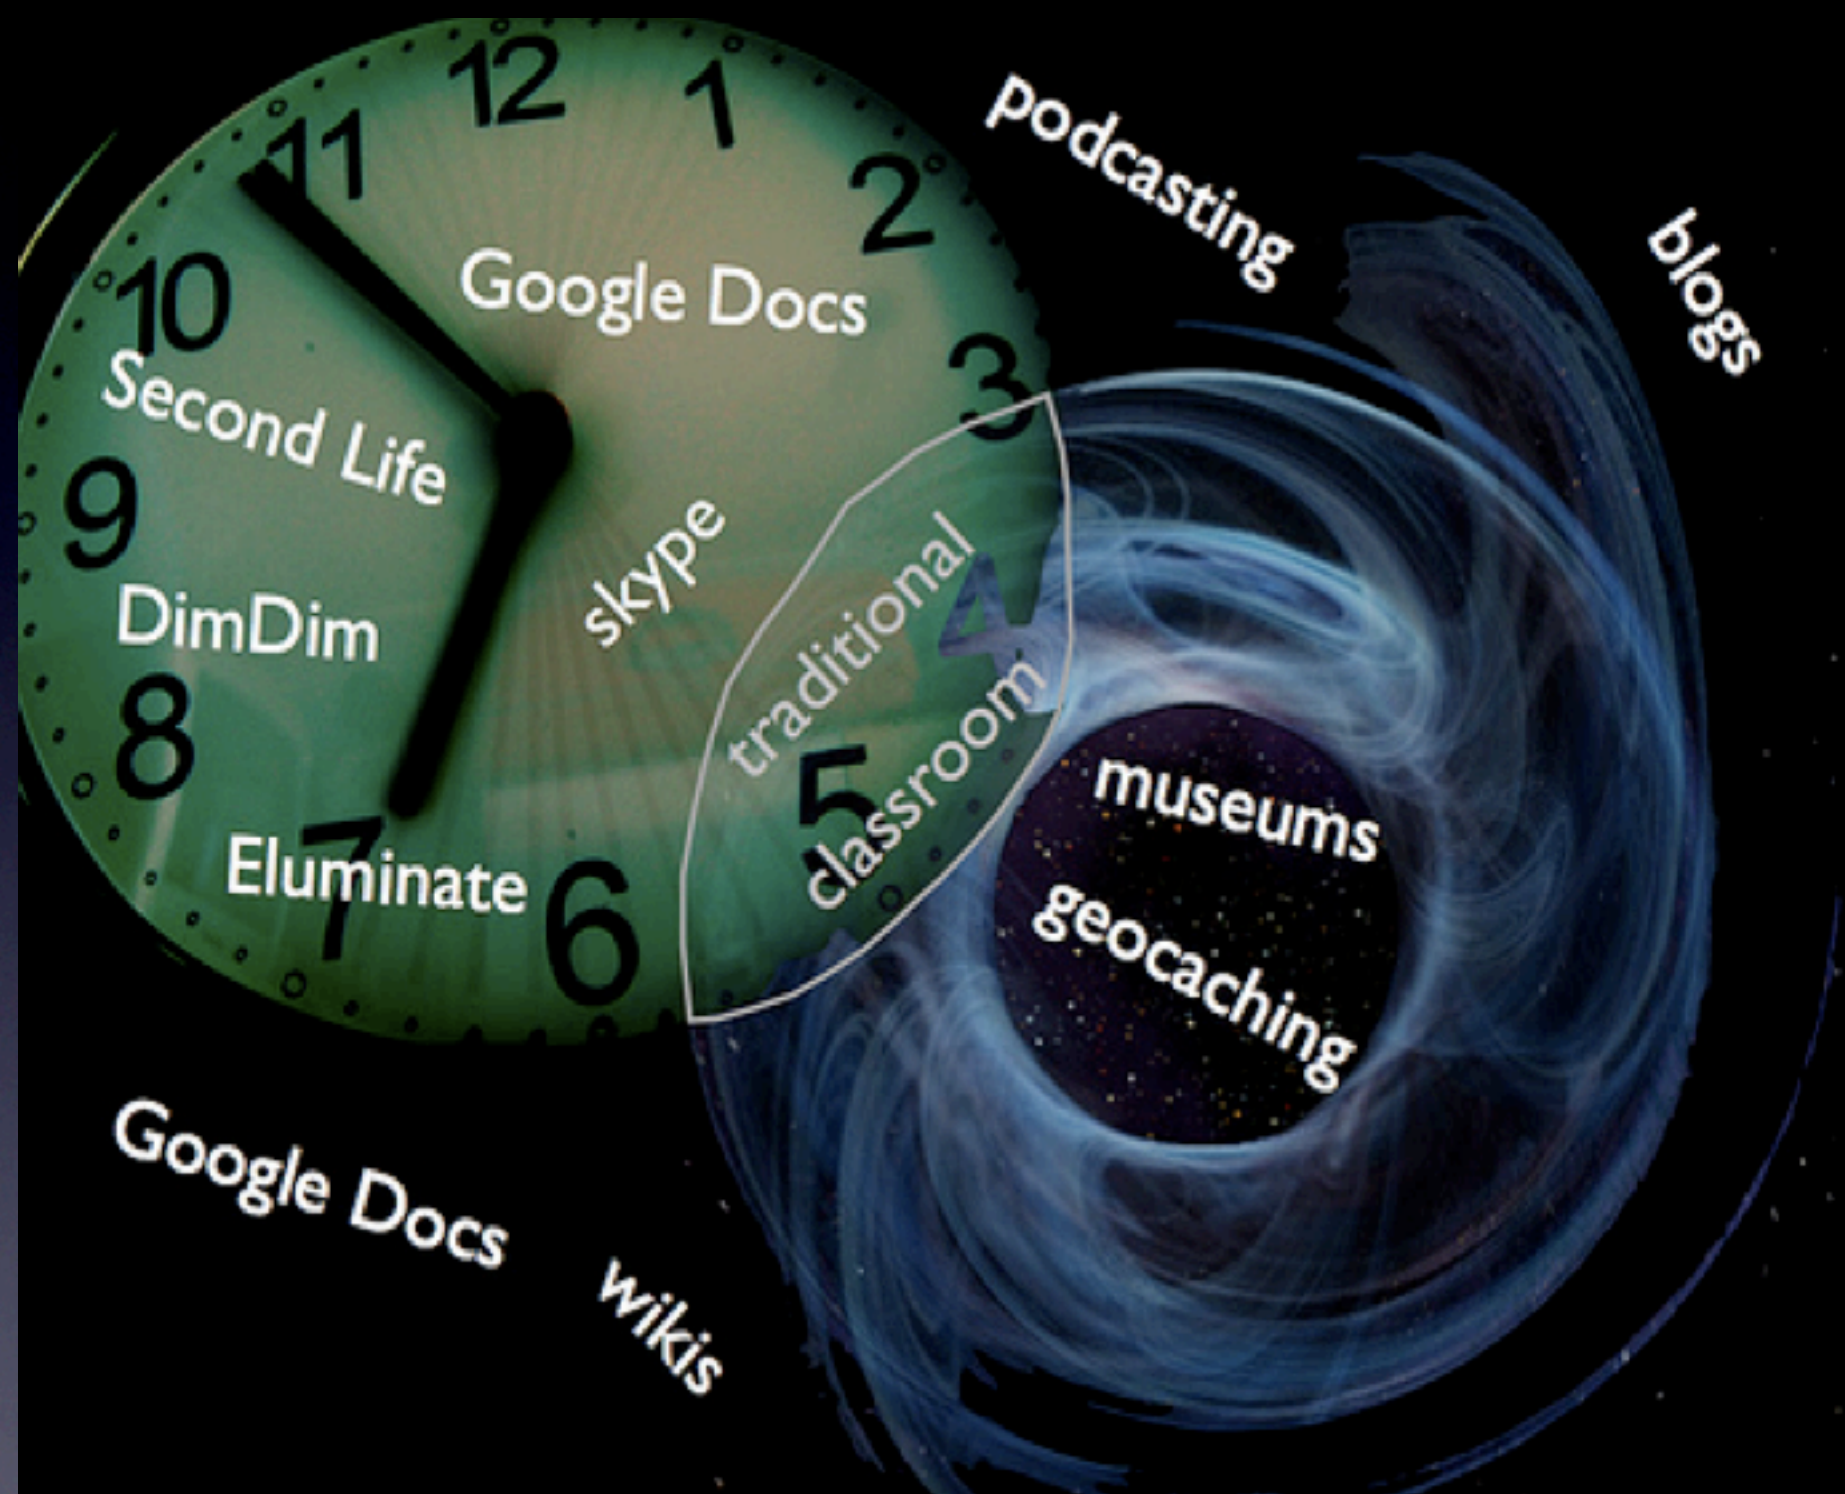 12
1
11
2
podcasting
blogs
10
Google Docs
3
Second Life
9
skype
traditional
4
DimDim
8
classroom
5
museums
7
Eluminate
6
geocaching
Google Docs
wikis